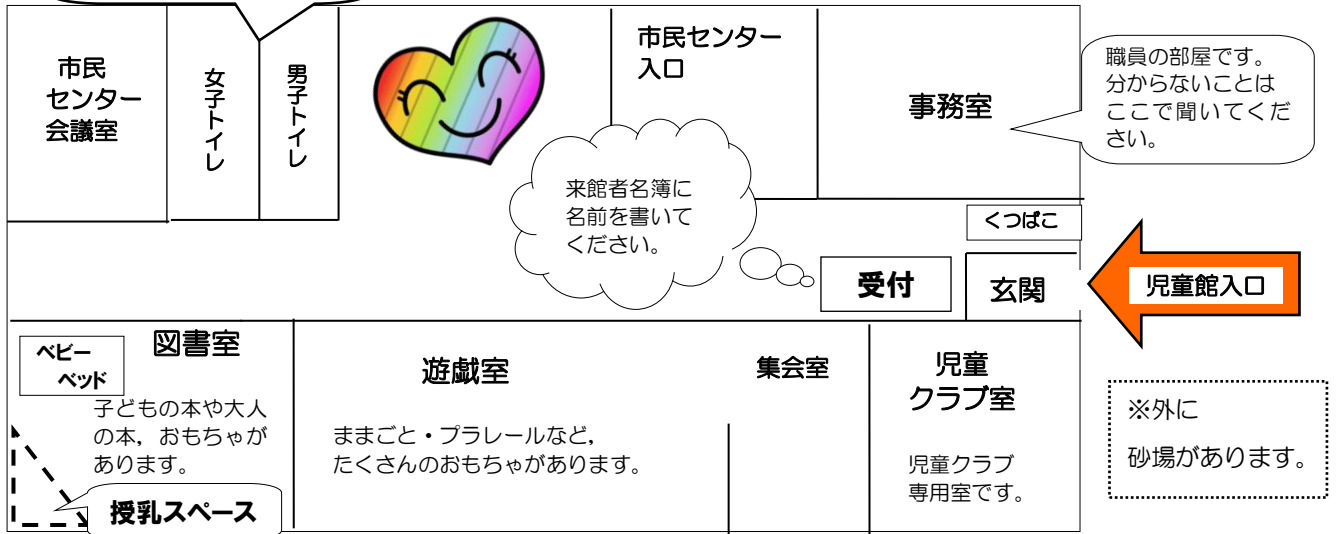 市民
センター
会議室
女子トイレ
男子トイレ
市民センター
入口
事務室
職員の部屋です。
分からないことは
ここで聞いてくだ
さい。
来館者名簿に
名前を書いて
ください。
くつばこ
受付
玄関
児童館入口
ベビー
ベッド
図書室
子どもの本や大人
の本，おもちゃが
あります。
授乳スペース
遊戯室
ままごと・プラレールなど，
たくさんのおもちゃがあります。
集会室
児童
クラブ室
児童クラブ
専用室です。
※外に
砂場があります。